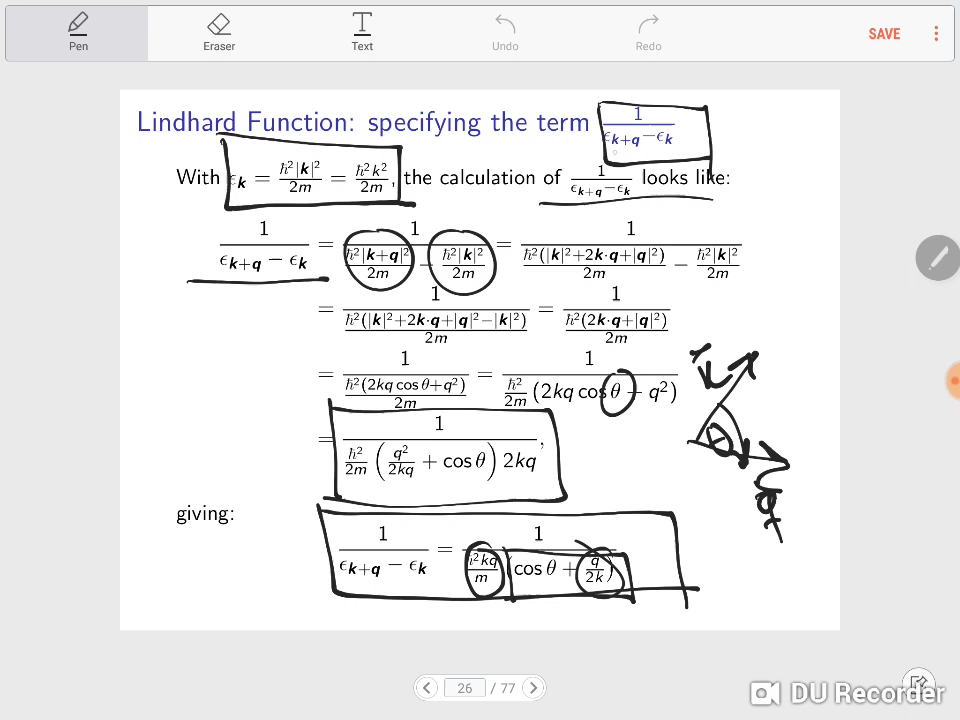 Pen Eraser Text Undo Redo SAVE
Lindhard Function: specifying the term 1/(ϵ_{k+q}−ϵ_k)
With ϵ_k = ħ²|k|²/2m = ħ²k²/2m, the calculation of 1/(ϵ_{k+q}−ϵ_k) looks like:
1/(ϵ_{k+q} − ϵ_k) = 1/(ħ²|k+q|²/2m − ħ²|k|²/2m) = 1/(ħ²(|k|²+2k·q+|q|²)/2m − ħ²|k|²/2m)
= 1/(ħ²(|k|²+2k·q+|q|²−|k|²)/2m) = 1/(ħ²(2k·q+|q|²)/2m)
= 1/(ħ²(2kq cos θ+q²)/2m) = 1/(ħ²/2m (2kq cos θ + q²))
= 1/(ħ²/2m (q²/2kq + cos θ) 2kq),
θ
q
giving:
1/(ϵ_{k+q} − ϵ_k) = 1/(ħ²kq/m (cos θ + q/2k))
26 / 77
DU Recorder